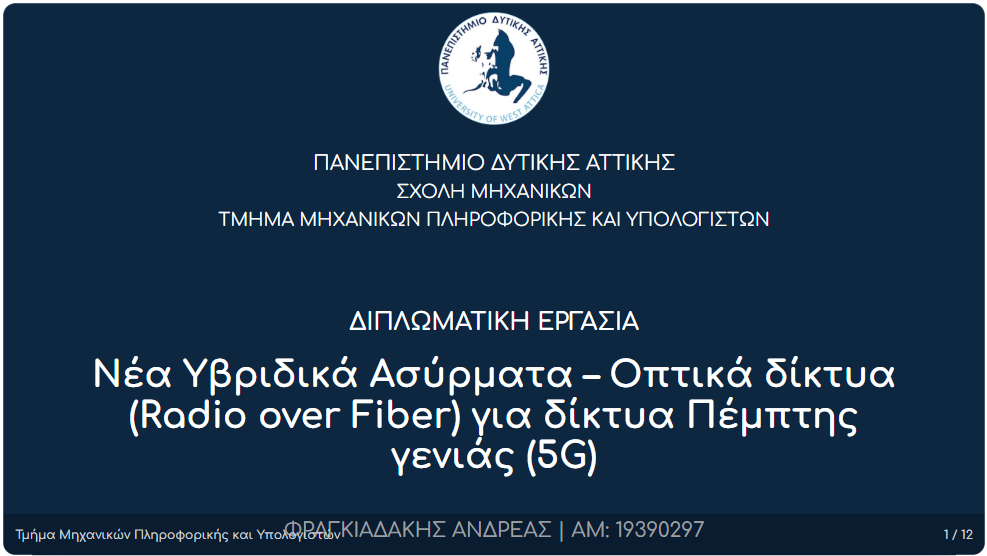 ΠΑΝΕΠΙΣΤΗΜΙΟ ΔΥΤΙΚΗΣ ΑΤΤΙΚΗΣ
UNIVERSITY OF WEST ATTICA
ΠΑΝΕΠΙΣΤΗΜΙΟ ΔΥΤΙΚΗΣ ΑΤΤΙΚΗΣ
ΣΧΟΛΗ ΜΗΧΑΝΙΚΩΝ
ΤΜΗΜΑ ΜΗΧΑΝΙΚΩΝ ΠΛΗΡΟΦΟΡΙΚΗΣ ΚΑΙ ΥΠΟΛΟΓΙΣΤΩΝ
ΔΙΠΛΩΜΑΤΙΚΗ ΕΡΓΑΣΙΑ
Νέα Υβριδικά Ασύρματα – Οπτικά δίκτυα
(Radio over Fiber) για δίκτυα Πέμπτης
γενιάς (5G)
ΦΡΑΓΚΙΑΔΑΚΗΣ ΑΝΔΡΕΑΣ | ΑΜ: 19390297
Τμήμα Μηχανικών Πληροφορικής και Υπολογιστών
1 / 12